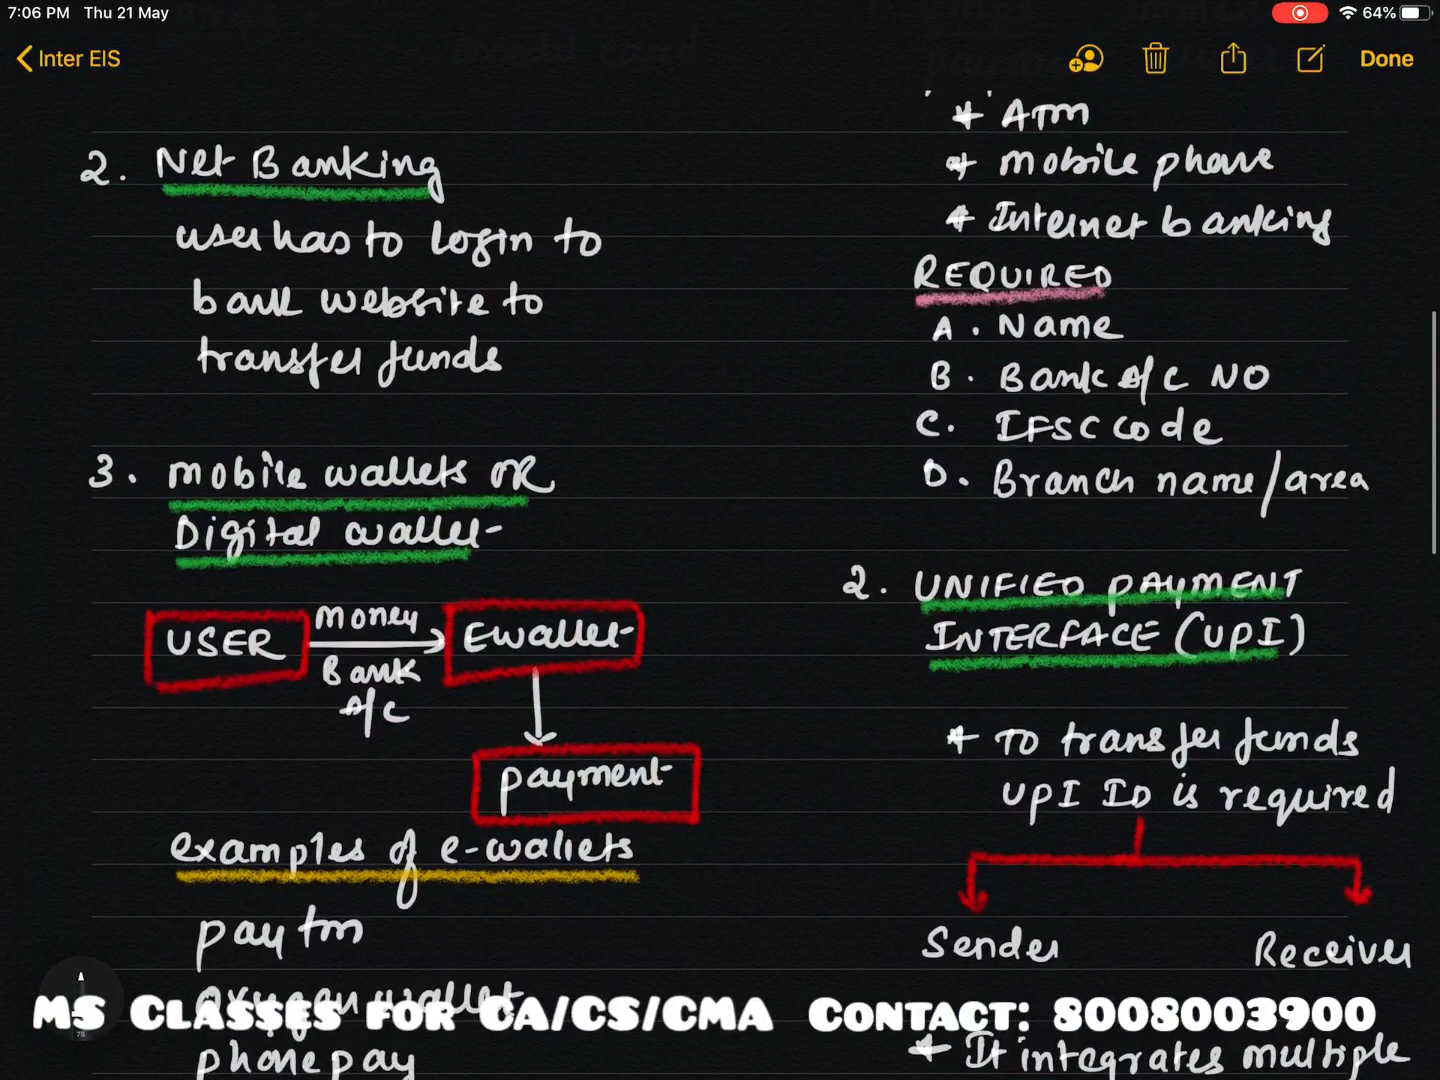 7:06 PM Thu 21 May
64%
Inter EIS
Done
2. Net Banking
user has to login to
bank website to
transfer funds
3. mobile wallets OR
Digital wallet
USER
Money
Bank
A/C
Ewallet
payment
examples of e-wallets
paytm
oxygen wallet
phonepay
* ATM
* mobile phone
* Internet banking
REQUIRED
A. Name
B. Bank A/C NO
C. IFSC code
D. Branch name/area
2. UNIFIED PAYMENT
INTERFACE (UPI)
* To transfer funds
UPI ID is required
Sender
Receiver
* It integrates multiple
MS Classes for CA/CS/CMA Contact: 8008003900